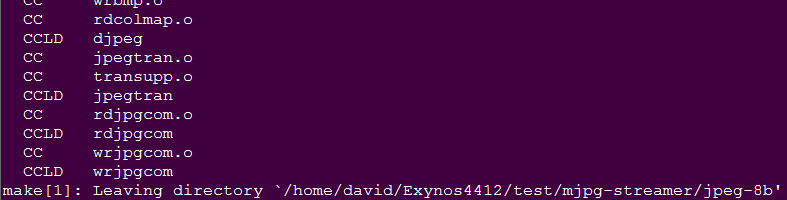 CC wrbmp.o
CC rdcolmap.o
CCLD djpeg
CC jpegtran.o
CC transupp.o
CCLD jpegtran
CC rdjpgcom.o
CCLD rdjpgcom
CC wrjpgcom.o
CCLD wrjpgcom
make[1]: Leaving directory `/home/david/Exynos4412/test/mjpg-streamer/jpeg-8b'